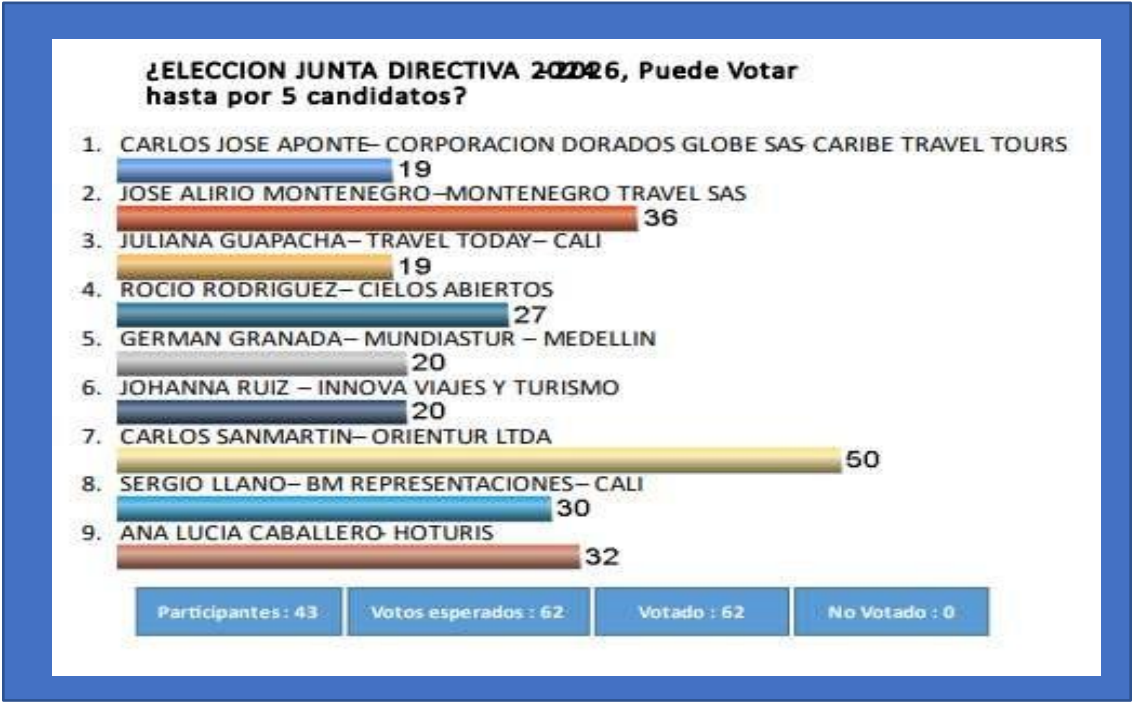 ¿ELECCION JUNTA DIRECTIVA 2024-2026, Puede Votar
hasta por 5 candidatos?
1. CARLOS JOSE APONTE– CORPORACION DORADOS GLOBE SAS- CARIBE TRAVEL TOURS
19
2. JOSE ALIRIO MONTENEGRO –MONTENEGRO TRAVEL SAS
36
3. JULIANA GUAPACHA– TRAVEL TODAY– CALI
19
4. ROCIO RODRIGUEZ– CIELOS ABIERTOS
27
5. GERMAN GRANADA– MUNDIASTUR – MEDELLIN
20
6. JOHANNA RUIZ – INNOVA VIAJES Y TURISMO
20
7. CARLOS SANMARTIN– ORIENTUR LTDA
50
8. SERGIO LLANO– BM REPRESENTACIONES– CALI
30
9. ANA LUCIA CABALLERO- HOTURIS
32
Participantes : 43 Votos esperados : 62 Votado : 62 No Votado : 0